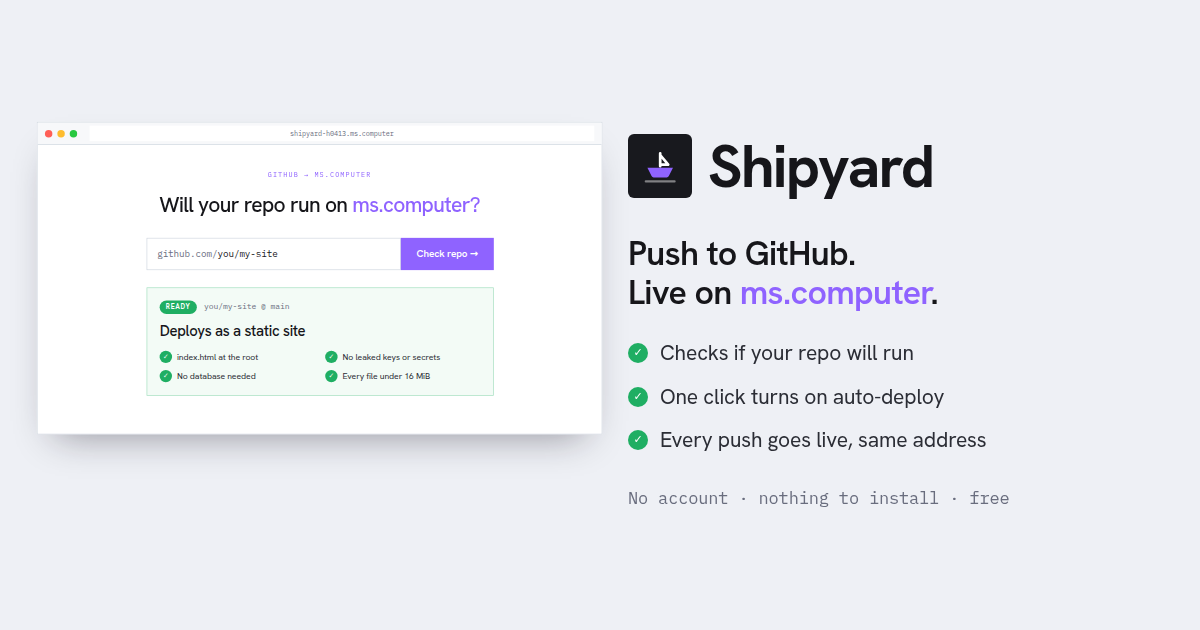 shipyard-h0413.ms.computer
GITHUB → MS.COMPUTER
Will your repo run on ms.computer?
github.com/you/my-site
Check repo →
READY you/my-site @ main
Deploys as a static site
✓ index.html at the root
✓ No leaked keys or secrets
✓ No database needed
✓ Every file under 16 MiB
Shipyard
Push to GitHub.
Live on ms.computer.
✓ Checks if your repo will run
✓ One click turns on auto-deploy
✓ Every push goes live, same address
No account · nothing to install · free